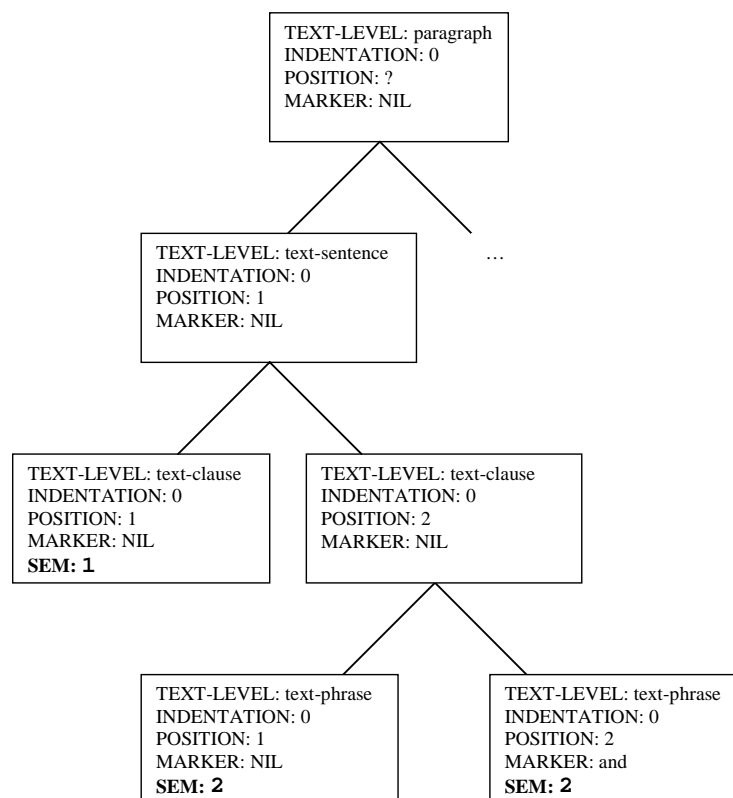 TEXT-LEVEL: paragraph
INDENTATION: 0
POSITION: ?
MARKER: NIL
TEXT-LEVEL: text-sentence
INDENTATION: 0
POSITION: 1
MARKER: NIL
…
TEXT-LEVEL: text-clause
INDENTATION: 0
POSITION: 1
MARKER: NIL
SEM: 1
TEXT-LEVEL: text-clause
INDENTATION: 0
POSITION: 2
MARKER: NIL
TEXT-LEVEL: text-phrase
INDENTATION: 0
POSITION: 1
MARKER: NIL
SEM: 2
TEXT-LEVEL: text-phrase
INDENTATION: 0
POSITION: 2
MARKER: and
SEM: 2